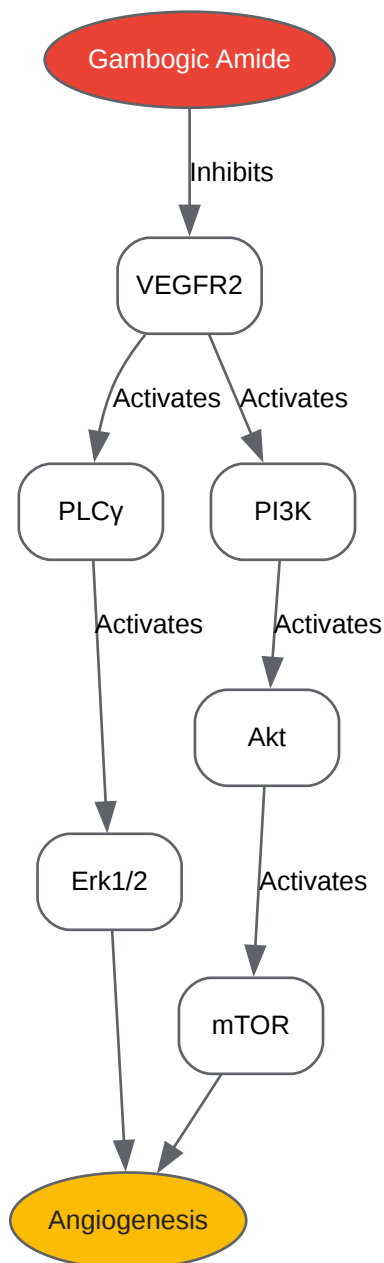 Gambogic Amide
Inhibits
VEGFR2
Activates
Activates
PLCγ
PI3K
Activates
Activates
Akt
Erk1/2
Activates
mTOR
Angiogenesis